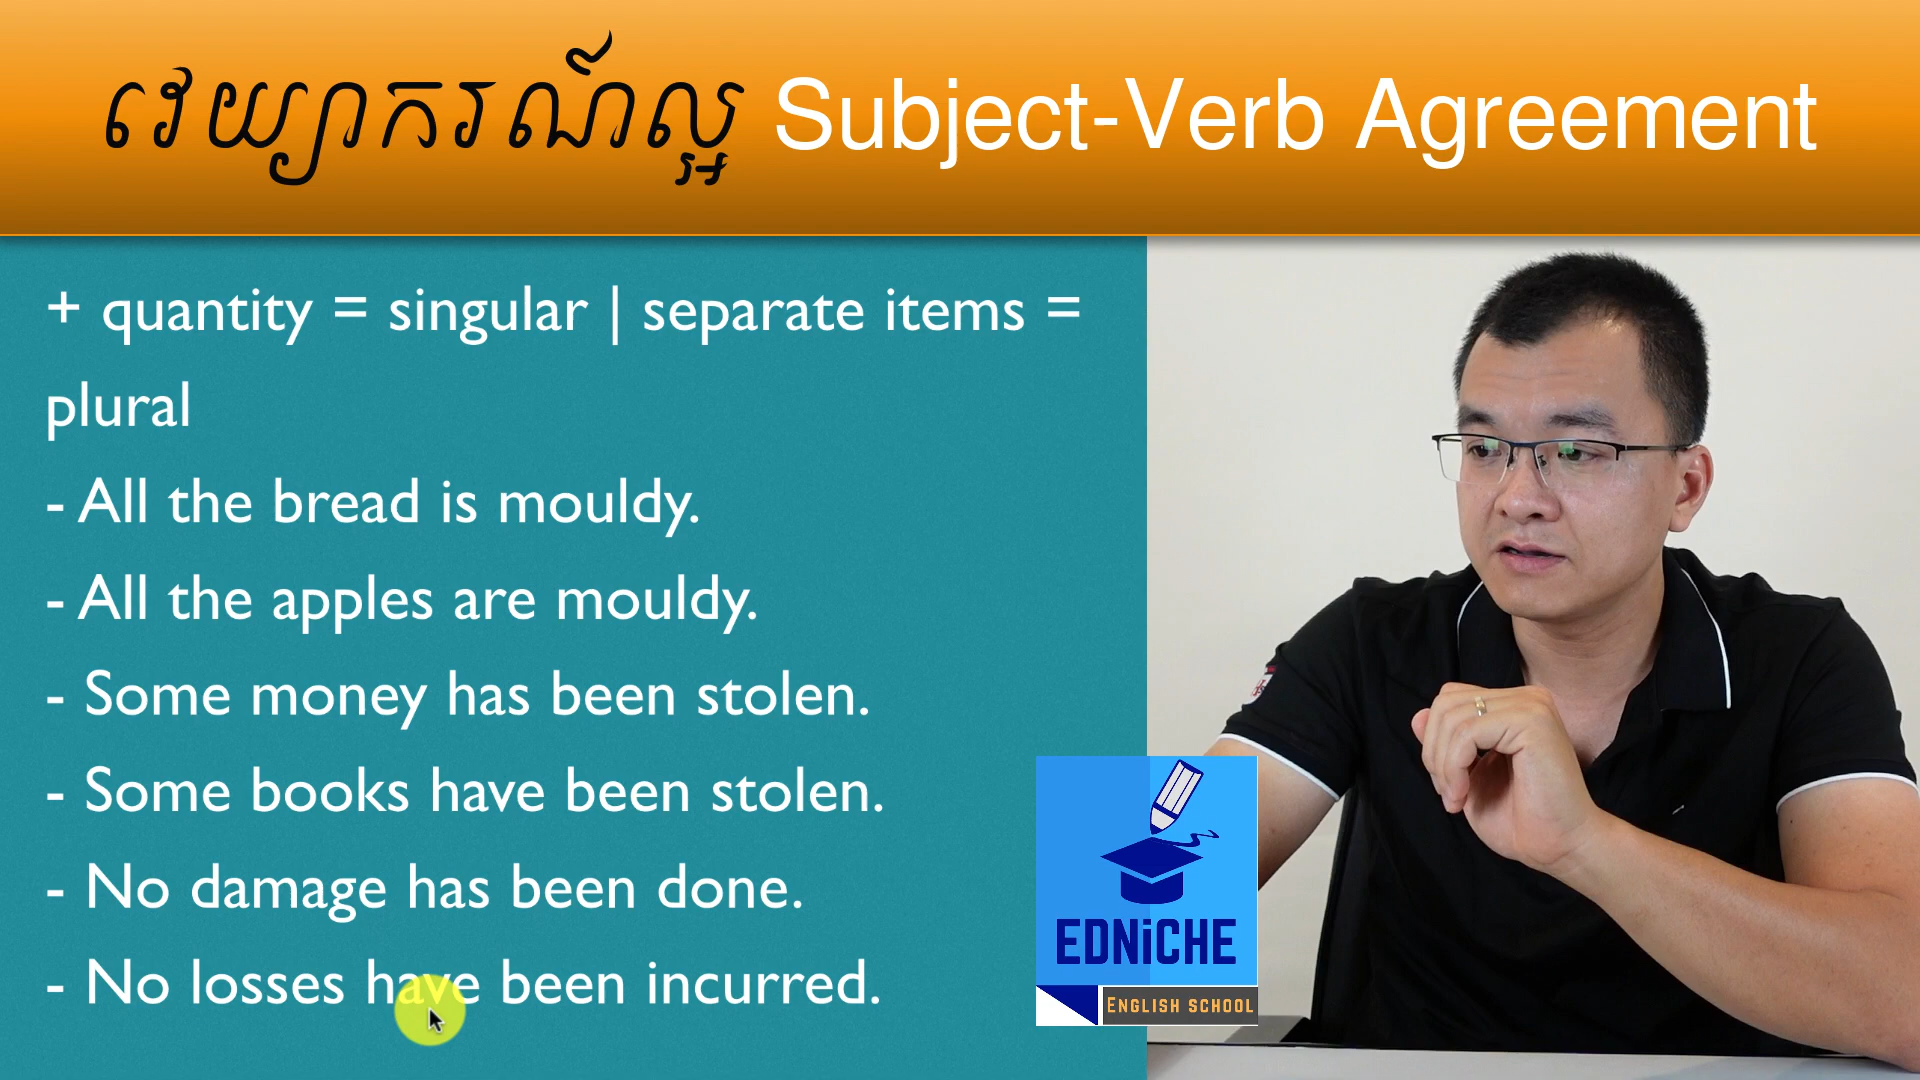 វេយ្យាករណ៍ល្អ Subject-Verb Agreement
+ quantity = singular | separate items =
plural
- All the bread is mouldy.
- All the apples are mouldy.
- Some money has been stolen.
- Some books have been stolen.
- No damage has been done.
- No losses have been incurred.
EDNiCHE
ENGLISH SCHOOL